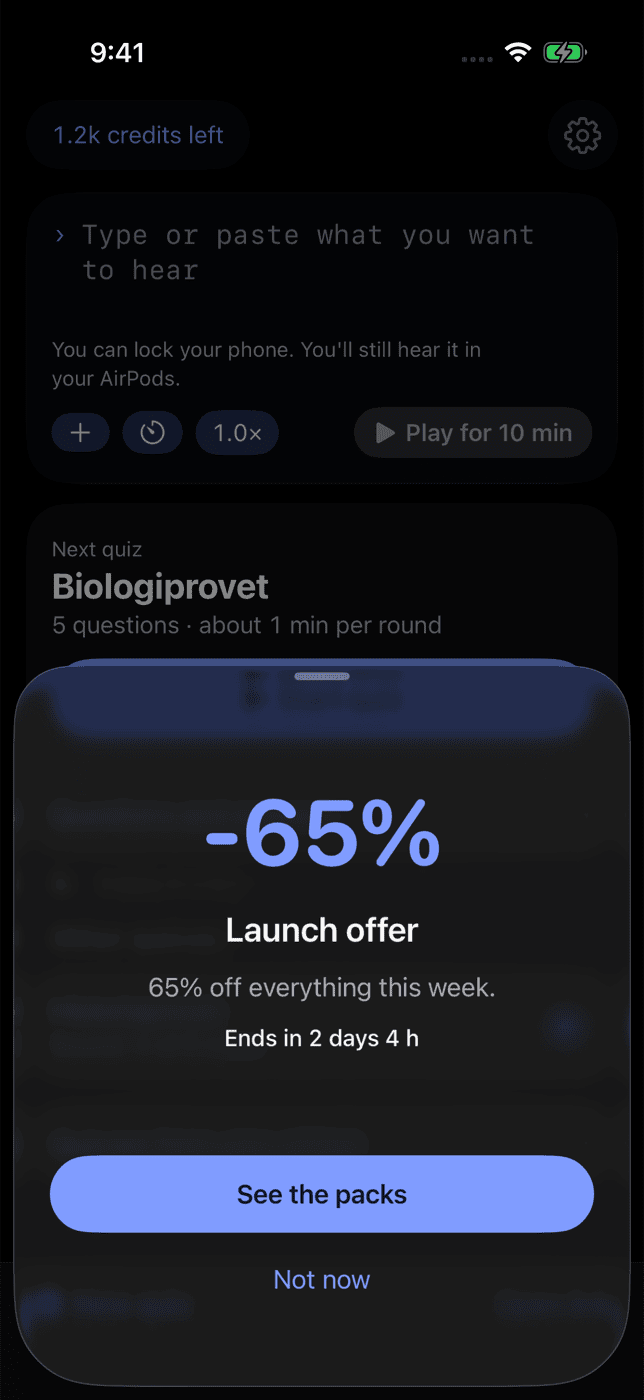 9:41
1.2k credits left
› Type or paste what you want
to hear
You can lock your phone. You'll still hear it in
your AirPods.
1.0×
Play for 10 min
Next quiz
Biologiprovet
5 questions · about 1 min per round
-65%
Launch offer
65% off everything this week.
Ends in 2 days 4 h
See the packs
Not now